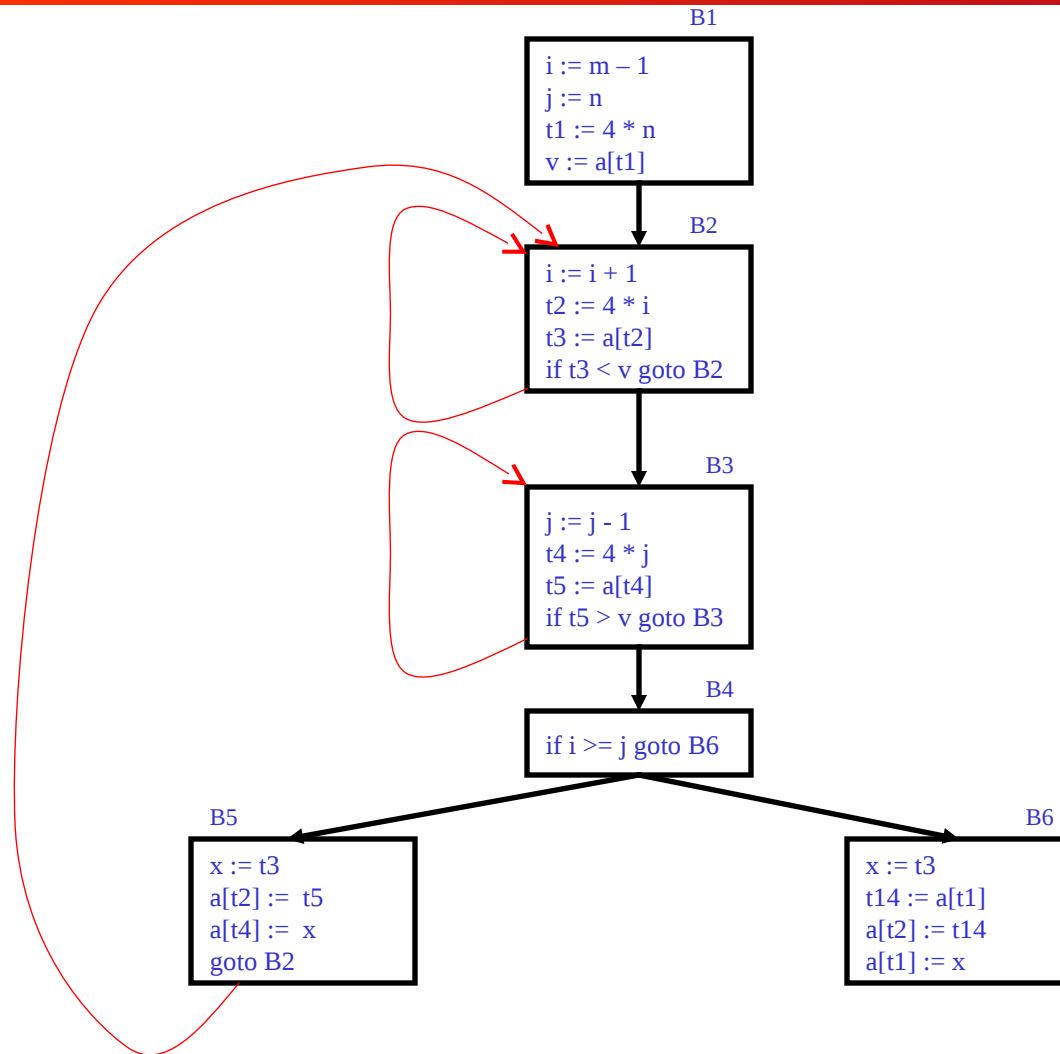 B1
i := m – 1
j := n
t1 := 4 * n
v := a[t1]
B2
i := i + 1
t2 := 4 * i
t3 := a[t2]
if t3 < v goto B2
B3
j := j - 1
t4 := 4 * j
t5 := a[t4]
if t5 > v goto B3
B4
if i >= j goto B6
B5
x := t3
a[t2] := t5
a[t4] := x
goto B2
B6
x := t3
t14 := a[t1]
a[t2] := t14
a[t1] := x